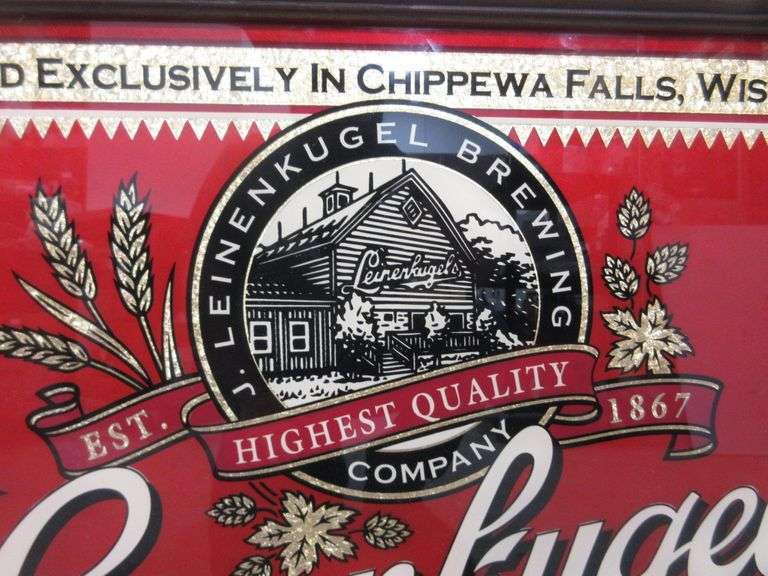 D EXCLUSIVELY IN CHIPPEWA FALLS, WIS
J. LEINENKUGEL BREWING
COMPANY
Leinenkugel's
EST. HIGHEST QUALITY 1867